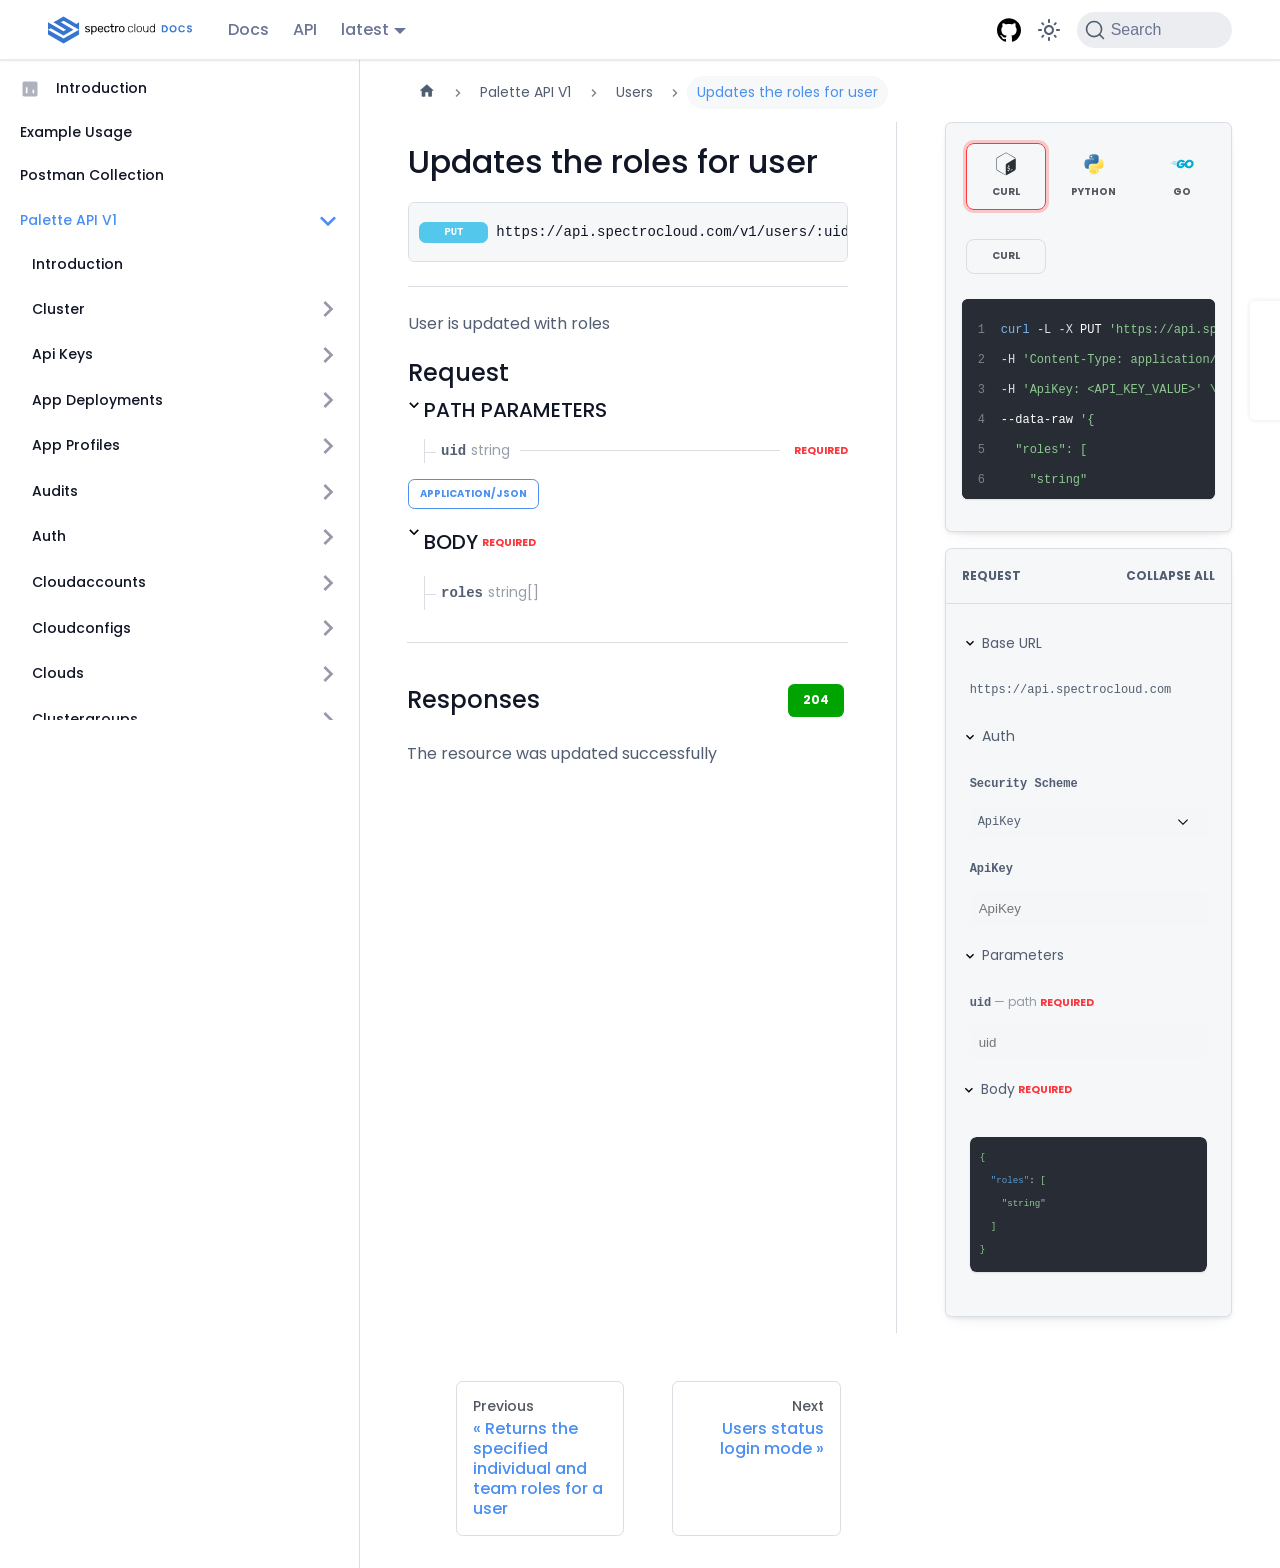 spectro cloud DOCS
Docs
API
latest
Search
Introduction
Example Usage
Postman Collection
Palette API V1
Introduction
Cluster
Api Keys
App Deployments
App Profiles
Audits
Auth
Cloudaccounts
Cloudconfigs
Clouds
Clustergroups
Palette API V1
Users
Updates the roles for user
Updates the roles for user
PUT https://api.spectrocloud.com/v1/users/:uid
User is updated with roles
Request
PATH PARAMETERS
uid string REQUIRED
APPLICATION/JSON
BODY REQUIRED
roles string[]
Responses
204
The resource was updated successfully
CURL
PYTHON
GO
CURL
1 curl -L -X PUT 'https://api.sp
2 -H 'Content-Type: application/
3 -H 'ApiKey: <API_KEY_VALUE>' \
4 --data-raw '{
5 "roles": [
6 "string"
REQUEST COLLAPSE ALL
Base URL
https://api.spectrocloud.com
Auth
Security Scheme
ApiKey
ApiKey
ApiKey
Parameters
uid — path REQUIRED
uid
Body REQUIRED
{
"roles": [
"string"
]
}
Previous
« Returns the
specified
individual and
team roles for a
user
Next
Users status
login mode »